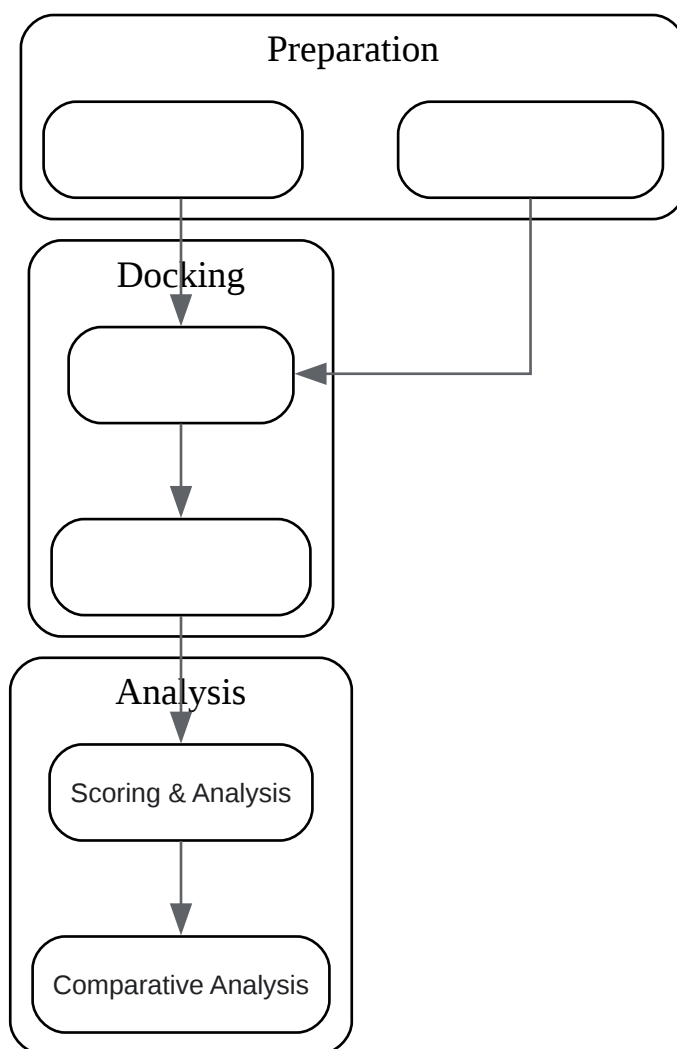 Preparation
Docking
Analysis
Scoring & Analysis
Comparative Analysis